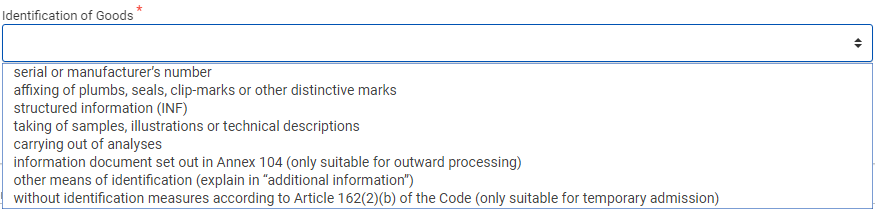 Identification of Goods *
serial or manufacturer's number
affixing of plumbs, seals, clip-marks or other distinctive marks
structured information (INF)
taking of samples, illustrations or technical descriptions
carrying out of analyses
information document set out in Annex 104 (only suitable for outward processing)
other means of identification (explain in “additional information”)
without identification measures according to Article 162(2)(b) of the Code (only suitable for temporary admission)